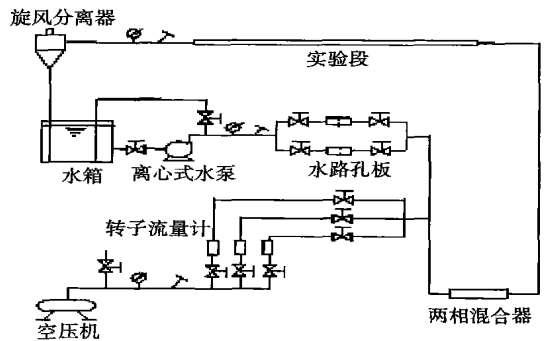 旋风分离器
实验段
水箱
离心式水泵
水路孔板
转子流量计
空压机
两相混合器